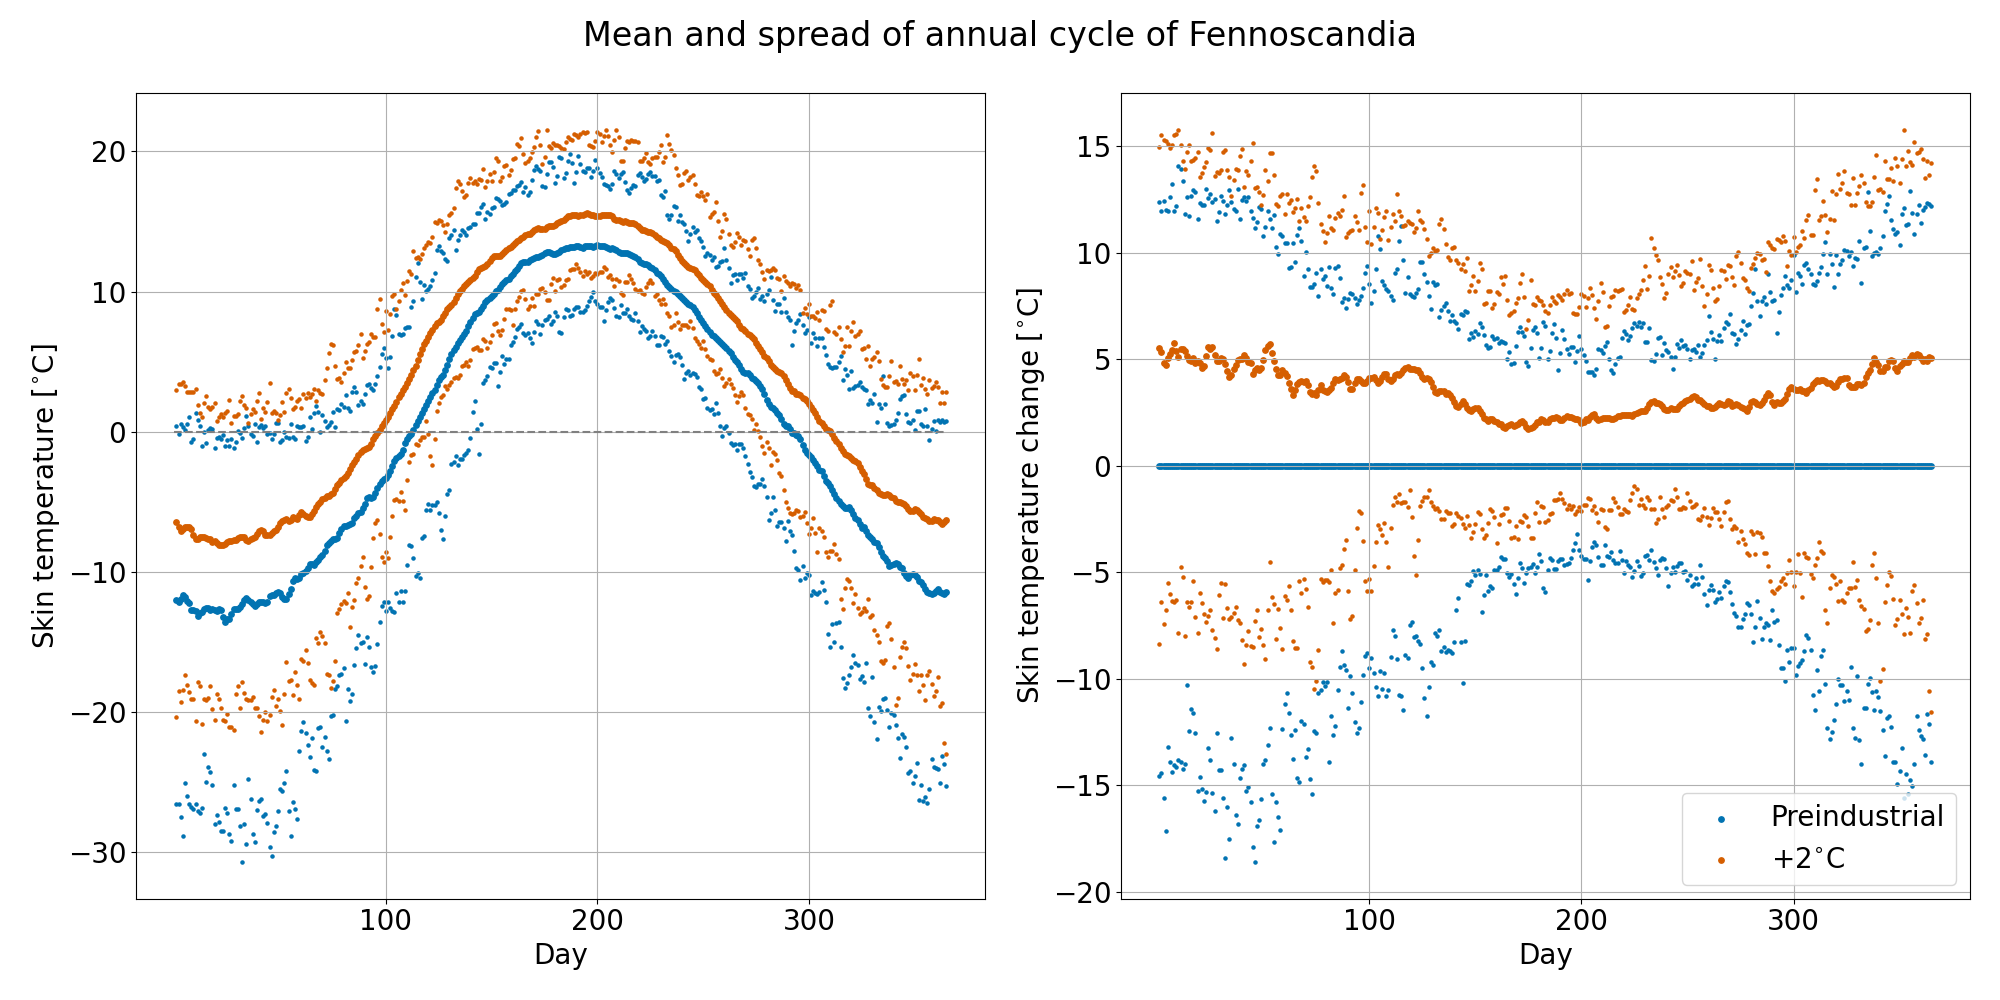 Mean and spread of annual cycle of Fennoscandia
Skin temperature [°C]
20
10
0
−10
−20
−30
100 200 300
Day
Skin temperature change [°C]
15
10
5
0
−5
−10
−15
−20
100 200 300
Day
Preindustrial
+2°C